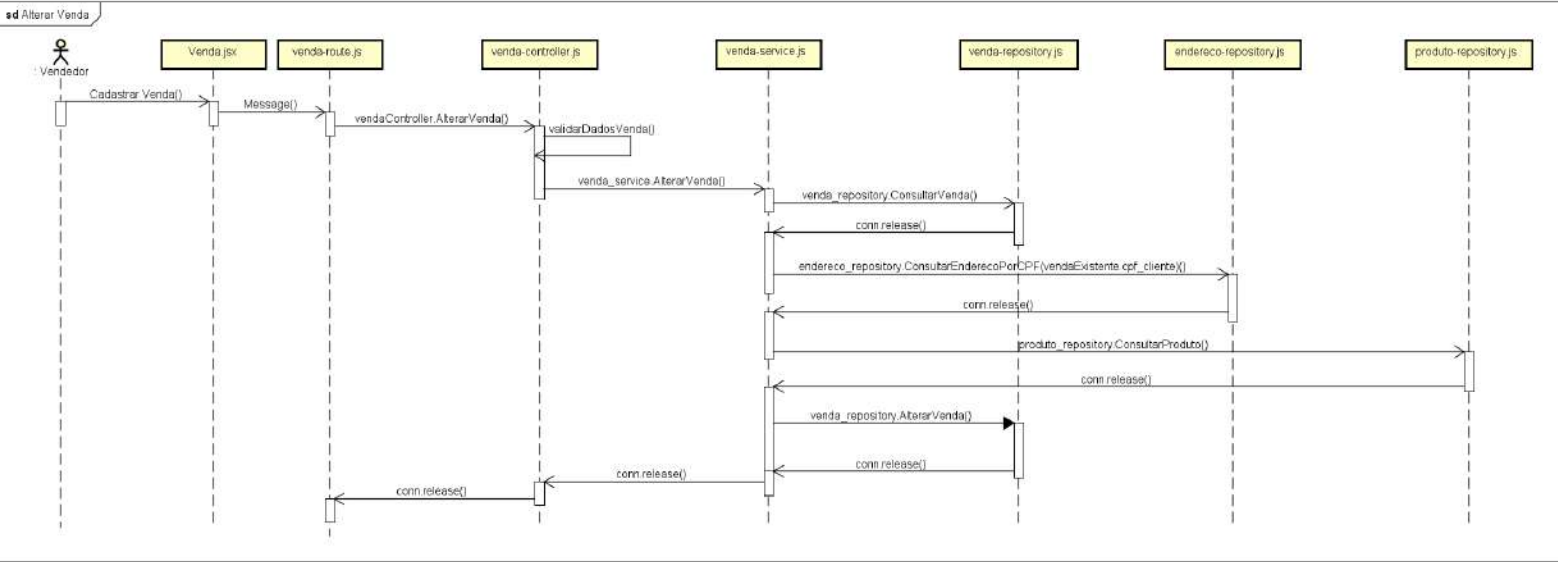 sd Alterar Venda
: Vendedor
Venda.jsx
venda-route.js
venda-controller.js
venda-service.js
venda-repository.js
endereco-repository.js
produto-repository.js
Cadastrar Venda()
Message()
vendaController.AlterarVenda()
validarDadosVenda()
venda_service.AlterarVenda()
venda_repository.ConsultarVenda()
conn.release()
endereco_repository.ConsultarEnderecoPorCPF(vendaExistente.cpf_cliente)()
conn.release()
produto_repository.ConsultarProduto()
conn.release()
venda_repository.AlterarVenda()
conn.release()
conn.release()
conn.release()